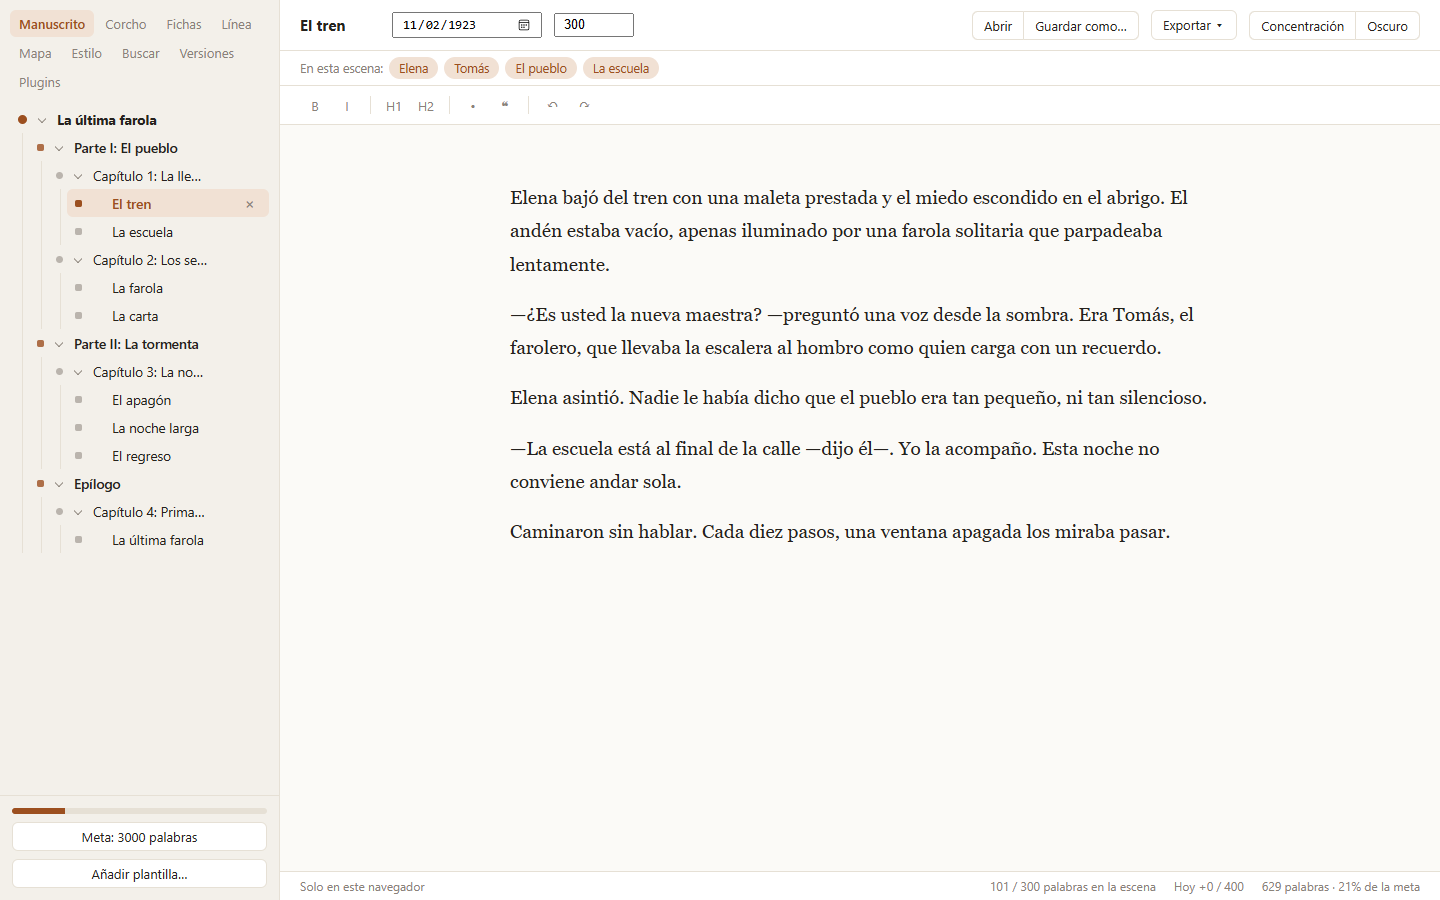 Manuscrito Corcho Fichas Línea
Mapa Estilo Buscar Versiones
Plugins
La última farola
Parte I: El pueblo
Capítulo 1: La lle...
El tren ×
La escuela
Capítulo 2: Los se...
La farola
La carta
Parte II: La tormenta
Capítulo 3: La no...
El apagón
La noche larga
El regreso
Epílogo
Capítulo 4: Prima...
La última farola
Meta: 3000 palabras
Añadir plantilla...
El tren 11/02/1923 300 Abrir Guardar como... Exportar Concentración Oscuro
En esta escena: Elena Tomás El pueblo La escuela
B I H1 H2 • ❝ ↶ ↷
Elena bajó del tren con una maleta prestada y el miedo escondido en el abrigo. El
andén estaba vacío, apenas iluminado por una farola solitaria que parpadeaba
lentamente.
—¿Es usted la nueva maestra? —preguntó una voz desde la sombra. Era Tomás, el
farolero, que llevaba la escalera al hombro como quien carga con un recuerdo.
Elena asintió. Nadie le había dicho que el pueblo era tan pequeño, ni tan silencioso.
—La escuela está al final de la calle —dijo él—. Yo la acompaño. Esta noche no
conviene andar sola.
Caminaron sin hablar. Cada diez pasos, una ventana apagada los miraba pasar.
Solo en este navegador 101 / 300 palabras en la escena Hoy +0 / 400 629 palabras · 21% de la meta